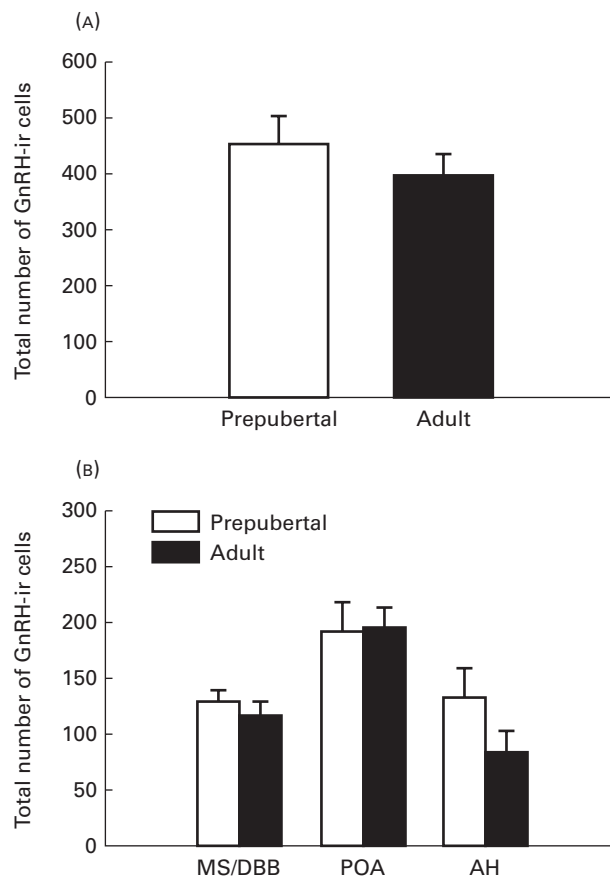 (A)
Total number of GnRH-ir cells
600
500
400
300
200
100
0
Prepubertal Adult
(B)
Total number of GnRH-ir cells
300
250
200
150
100
50
0
Prepubertal
Adult
MS/DBB POA AH